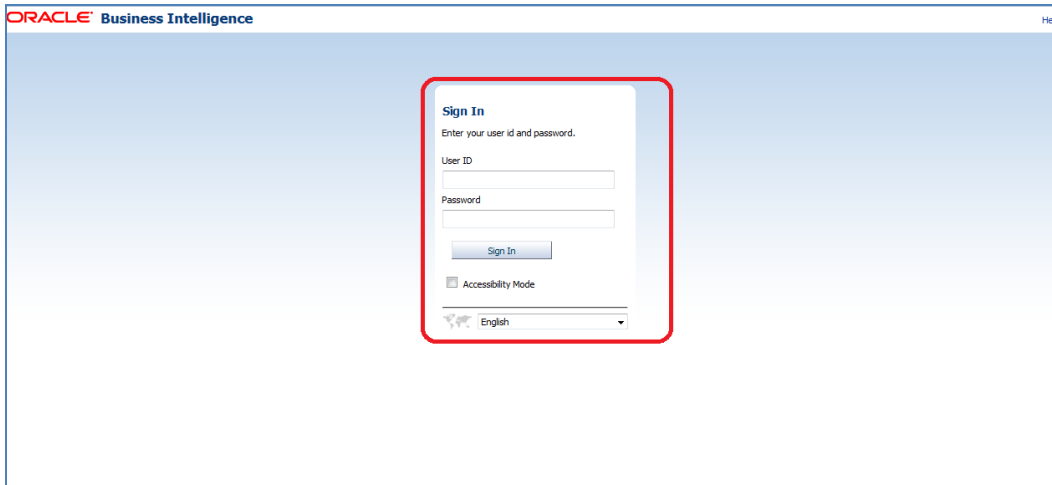 ORACLE Business Intelligence
He
Sign In
Enter your user id and password.
User ID
Password
Sign In
Accessibility Mode
English